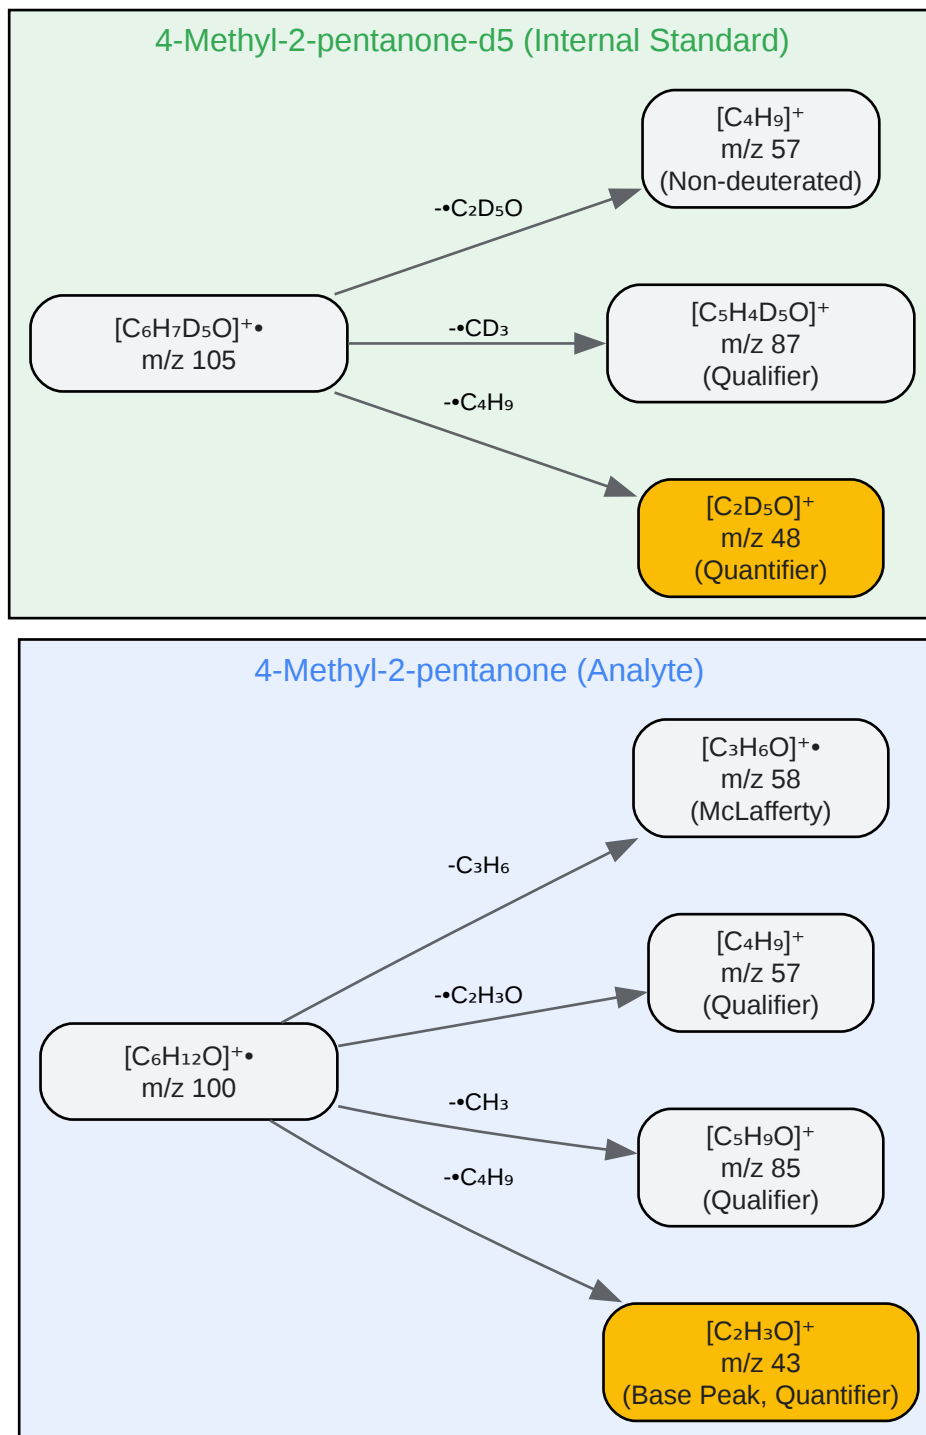 4-Methyl-2-pentanone-d5 (Internal Standard)
[C₄H₉]⁺
m/z 57
(Non-deuterated)
-•C₂D₅O
[C₆H₇D₅O]⁺•
m/z 105
-•CD₃
[C₅H₄D₅O]⁺
m/z 87
(Qualifier)
-•C₄H₉
[C₂D₅O]⁺
m/z 48
(Quantifier)
4-Methyl-2-pentanone (Analyte)
[C₃H₆O]⁺•
m/z 58
(McLafferty)
-C₃H₆
[C₄H₉]⁺
m/z 57
(Qualifier)
-•C₂H₃O
[C₆H₁₂O]⁺•
m/z 100
-•CH₃
[C₅H₉O]⁺
m/z 85
(Qualifier)
-•C₄H₉
[C₂H₃O]⁺
m/z 43
(Base Peak, Quantifier)